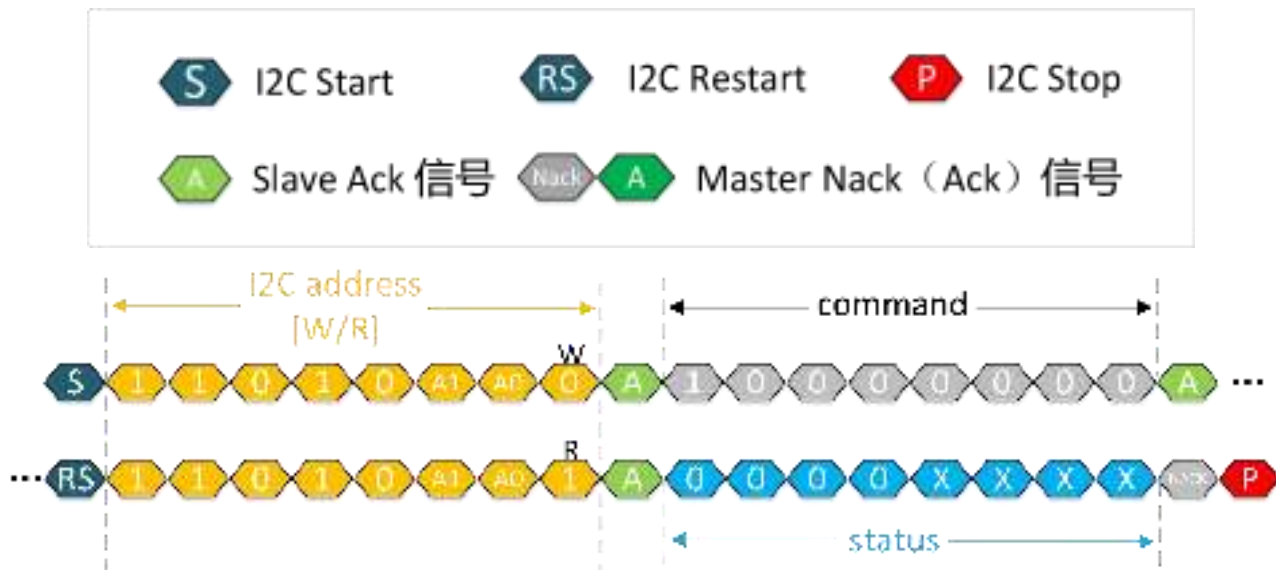 S I2C Start RS I2C Restart P I2C Stop
A Slave Ack 信号 Nack A Master Nack（Ack）信号
I2C address
[W/R]
command
W
S 1 1 0 1 0 A1 A0 0 A 1 0 0 0 0 0 0 0 A ...
R
... RS 1 1 0 1 0 A1 A0 1 A 0 0 0 0 X X X X Nack P
status